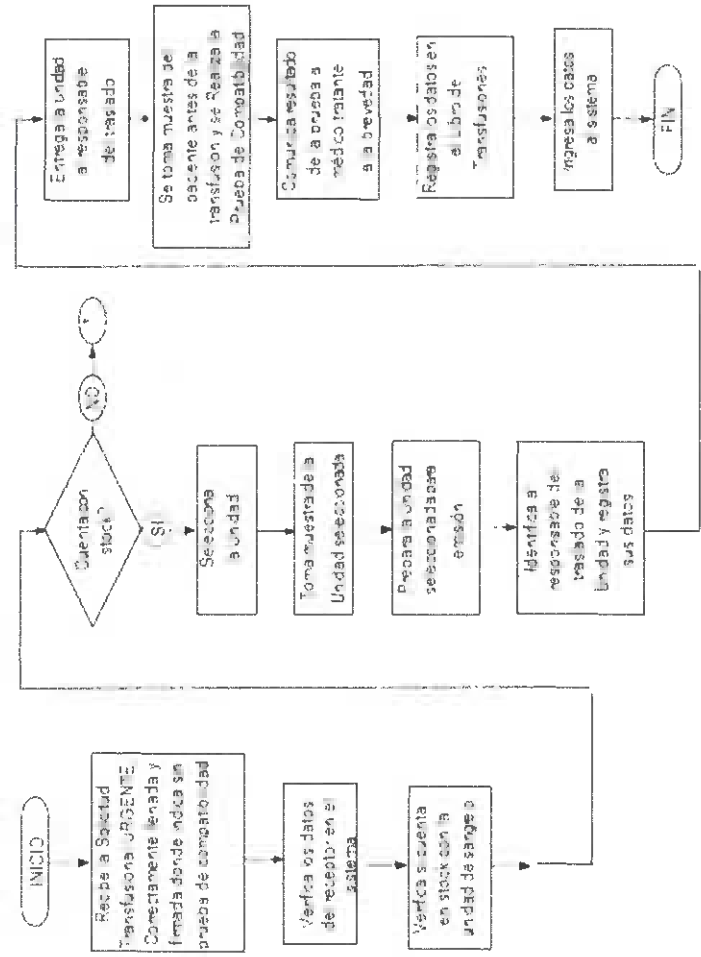 INICIO
Recibe la Solicitud
Transfusional URGENTE
Correctamente llenada y
firmada donde indica sin
prueba de compatibilidad
Verifica los datos
del receptor en el
sistema
Verifica si cuenta
en stock con la
unidad de sangre o
Cuenta con
stock?
NO
SI
Selecciona
la unidad
Toma muestra de la
Unidad seleccionada
Prepara la unidad
seleccionada para
emisión
Identifica al
responsable de
traslado de la
unidad y registra
sus datos
Entrega la unidad
al responsable
del traslado
Se toma muestra del
paciente antes de la
transfusion y se Realiza la
Prueba de Compatibilidad
Comunica resultado
de la prueba al
médico tratante
a la brevedad
Registra los datos en
el Libro de
Transfusiones
Ingresa los datos
al sistema
FIN